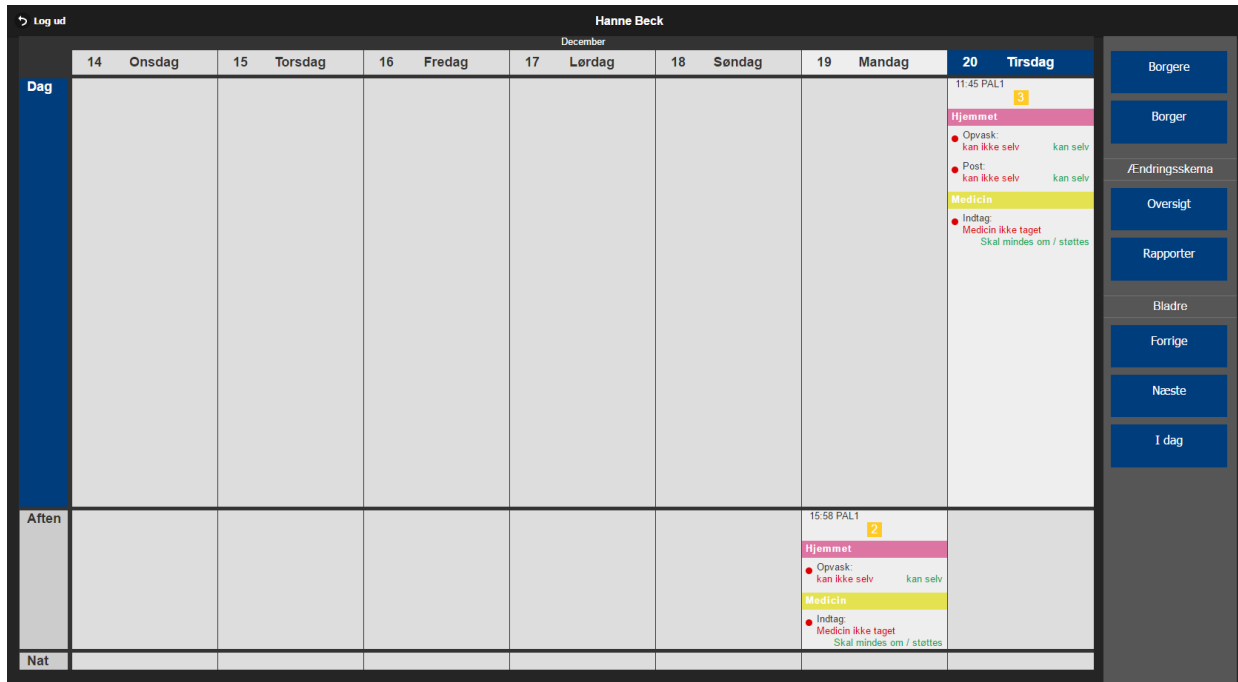 Log ud
Hanne Beck
December
14 Onsdag 15 Torsdag 16 Fredag 17 Lørdag 18 Søndag 19 Mandag 20 Tirsdag
Dag
11:45 PAL1
3
Hjemmet
Opvask:
kan ikke selv kan selv
Post:
kan ikke selv kan selv
Medicin
Indtag:
Medicin ikke taget
Skal mindes om / støttes
Aften
15:58 PAL1
2
Hjemmet
Opvask:
kan ikke selv kan selv
Medicin
Indtag:
Medicin ikke taget
Skal mindes om / støttes
Nat
Borgere
Borger
Ændringsskema
Oversigt
Rapporter
Bladre
Forrige
Næste
I dag